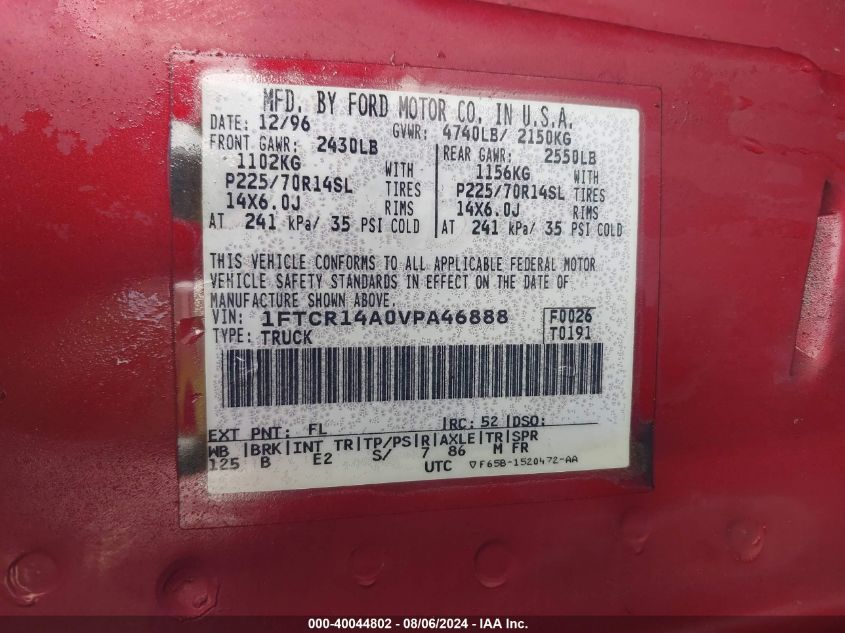 MFD. BY FORD MOTOR CO. IN U.S.A.
DATE: 12/96 GVWR: 4740LB/ 2150KG
FRONT GAWR: 2430LB REAR GAWR: 2550LB
1102KG WITH 1156KG WITH
P225/70R14SL TIRES P225/70R14SL TIRES
14X6.0J RIMS 14X6.0J RIMS
AT 241 kPa/ 35 PSI COLD AT 241 kPa/ 35 PSI COLD
THIS VEHICLE CONFORMS TO ALL APPLICABLE FEDERAL MOTOR
VEHICLE SAFETY STANDARDS IN EFFECT ON THE DATE OF
MANUFACTURE SHOWN ABOVE.
VIN: 1FTCR14A0VPA46888 F0026
TYPE: TRUCK T0191
EXT PNT: FL RC: 52 DSO:
WB BRK INT TR TP/PS R AXLE TR SPR
125 B E2 S/ 7 86 M FR
UTC F65B-1520472-AA
000-40044802 - 08/06/2024 - IAA Inc.